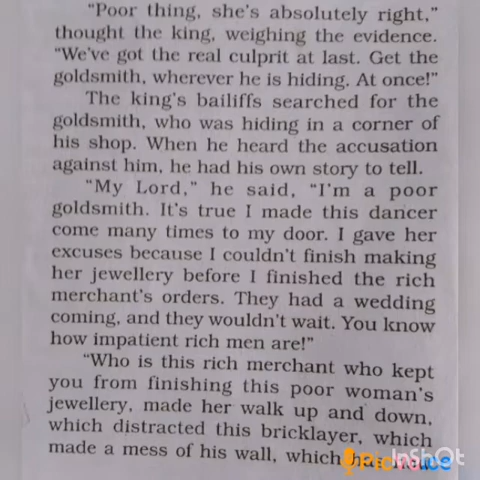 "Poor thing, she's absolutely right,"
thought the king, weighing the evidence.
"We've got the real culprit at last. Get the
goldsmith, wherever he is hiding. At once!"
The king's bailiffs searched for the
goldsmith, who was hiding in a corner of
his shop. When he heard the accusation
against him, he had his own story to tell.
"My Lord," he said, "I'm a poor
goldsmith. It's true I made this dancer
come many times to my door. I gave her
excuses because I couldn't finish making
her jewellery before I finished the rich
merchant's orders. They had a wedding
coming, and they wouldn't wait. You know
how impatient rich men are!"
"Who is this rich merchant who kept
you from finishing this poor woman's
jewellery, made her walk up and down,
which distracted this bricklayer, which
made a mess of his wall, which
InShOt